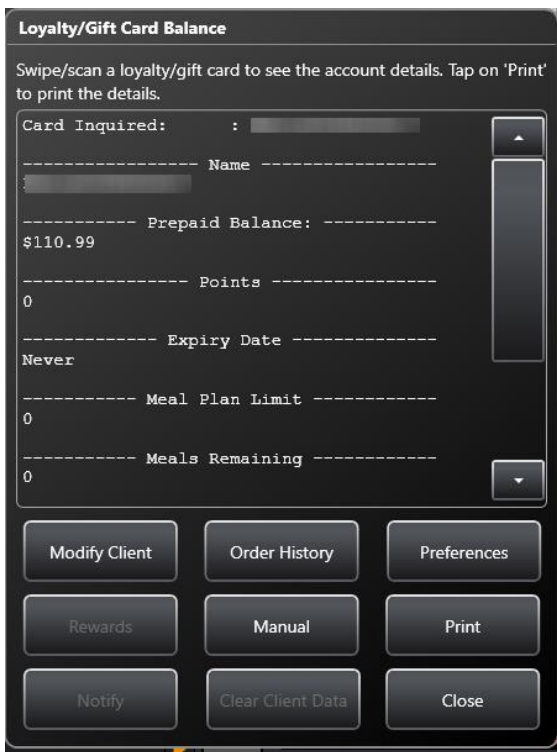 Loyalty/Gift Card Balance
Swipe/scan a loyalty/gift card to see the account details. Tap on 'Print'
to print the details.
Card Inquired: :
----------------- Name -----------------
----------- Prepaid Balance: -----------
$110.99
---------------- Points ----------------
0
------------- Expiry Date --------------
Never
----------- Meal Plan Limit ------------
0
----------- Meals Remaining ------------
0
Modify Client Order History Preferences
Rewards Manual Print
Notify Clear Client Data Close